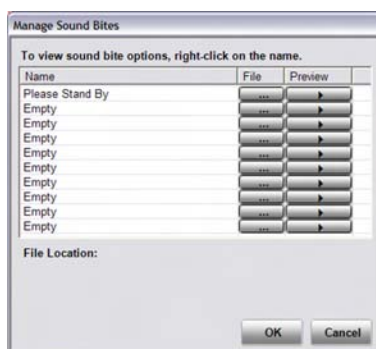 Manage Sound Bites
To view sound bite options, right-click on the name.
Name File Preview
Please Stand By ...
Empty ...
Empty ...
Empty ...
Empty ...
Empty ...
Empty ...
Empty ...
Empty ...
Empty ...
File Location:
OK Cancel